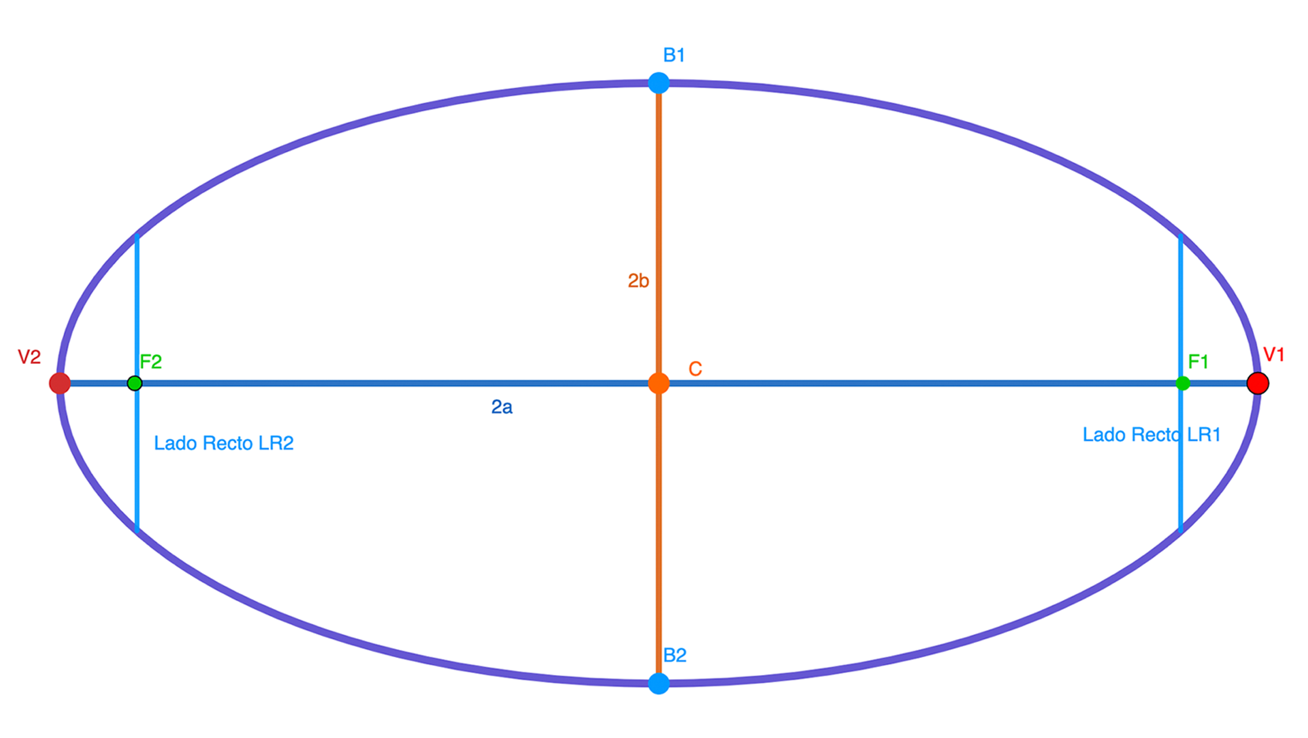 B1
2b
V2
F2
C
F1
V1
2a
Lado Recto LR2
Lado Recto LR1
B2